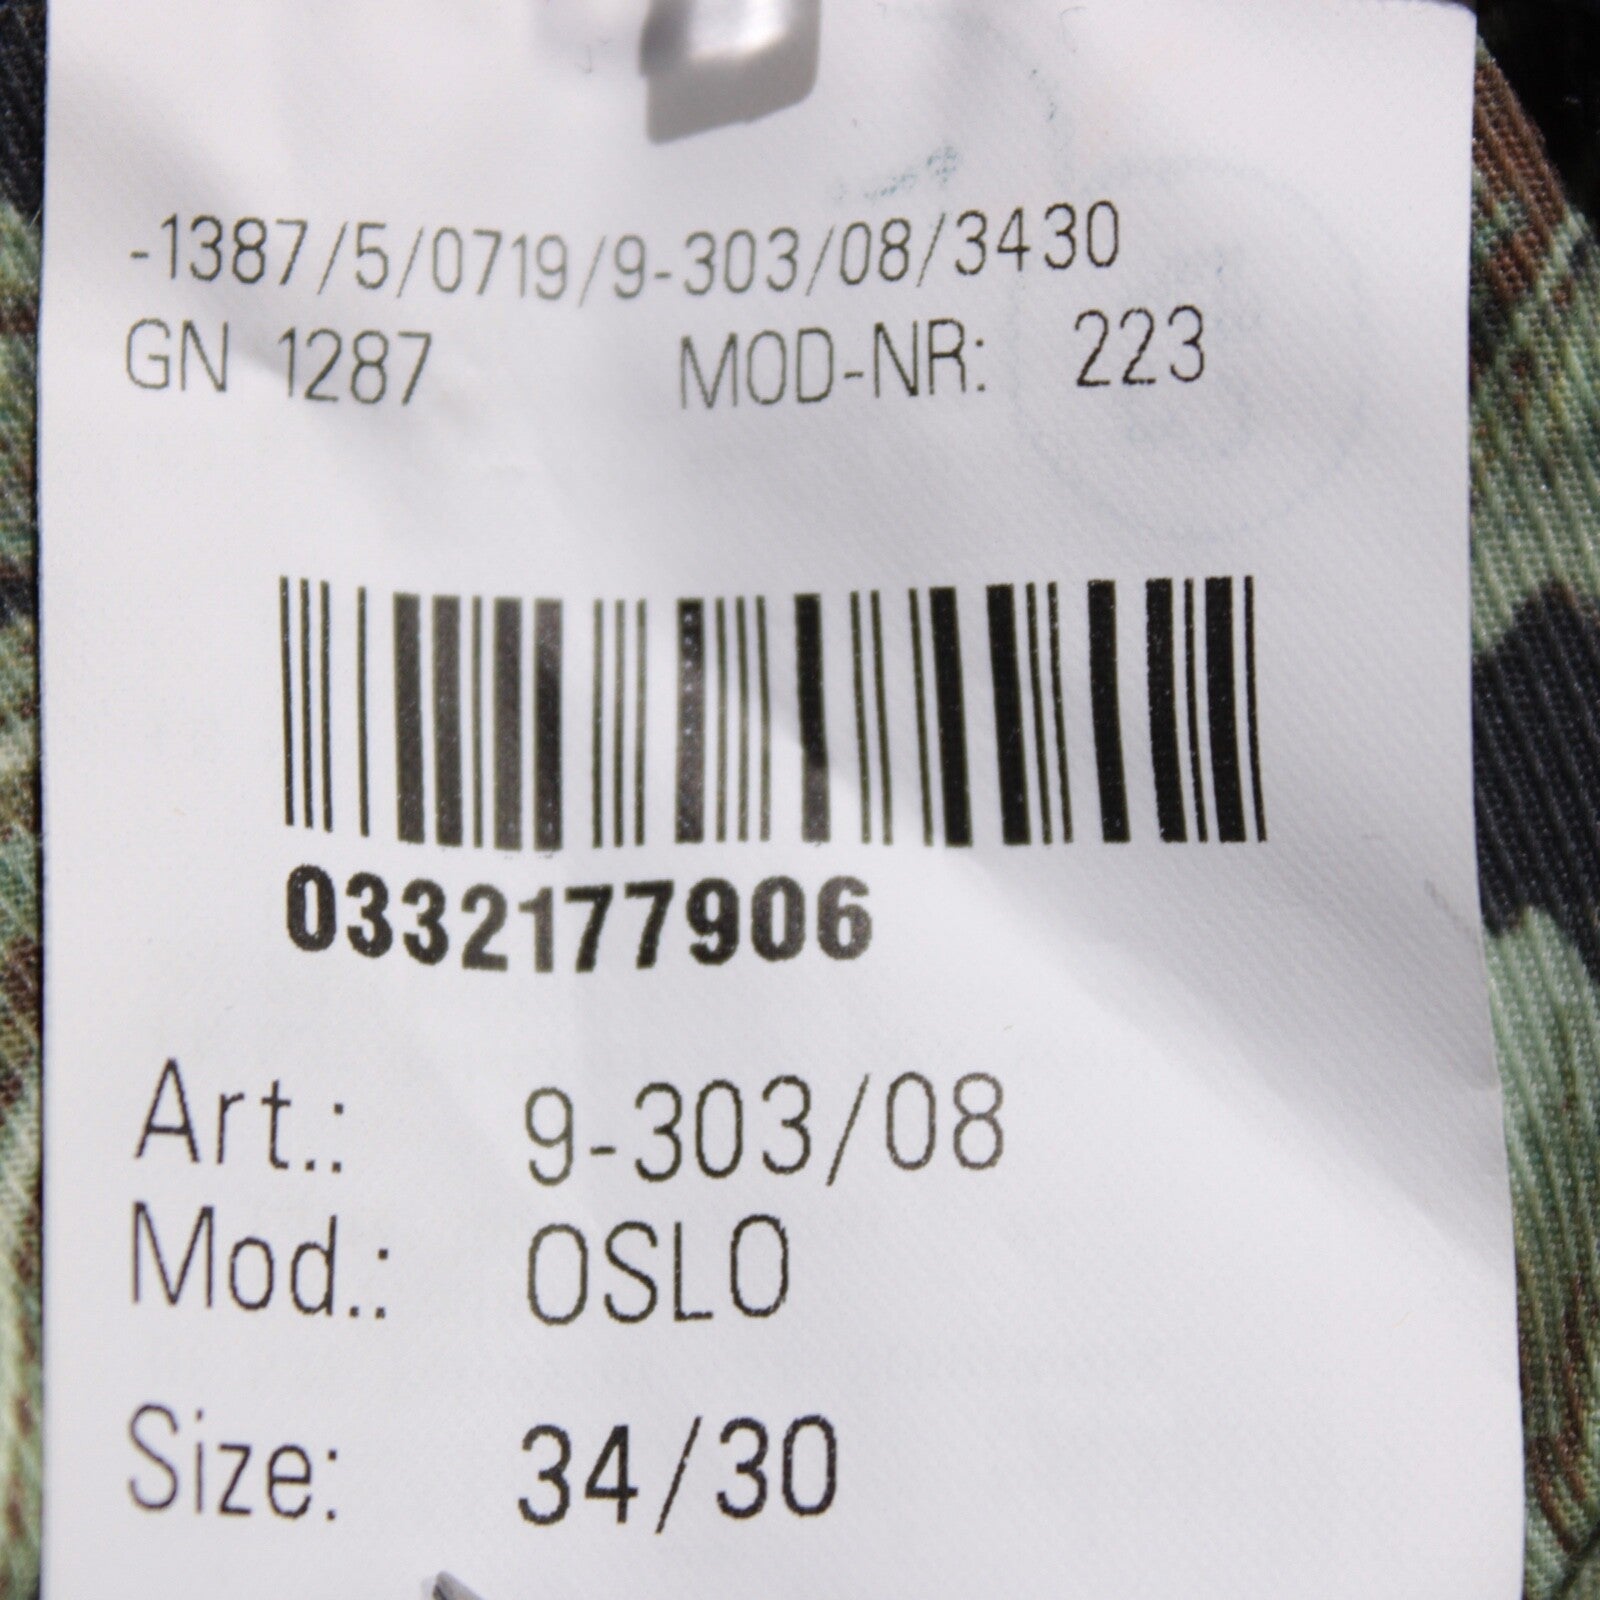 -1387/5/0719/9-303/08/3430
GN 1287 MOD-NR: 223
0332177906
Art.: 9-303/08
Mod.: OSLO
Size: 34/30